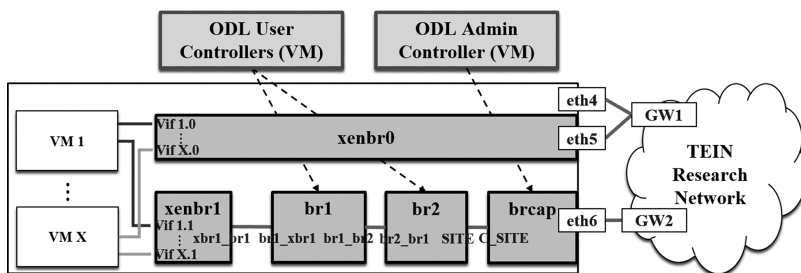 ODL User
Controllers (VM)
ODL Admin
Controller (VM)
eth4
GW1
eth5
Vif 1.0
xenbr0
Vif X.0
VM 1
TEIN
Research
Network
xenbr1
br1
br2
brcap
VM X
Vif 1.1
eth6
GW2
xbr1_br1
br1_xbr1
br1_br2
br2_br1
SITE C_SITE
Vif X.1